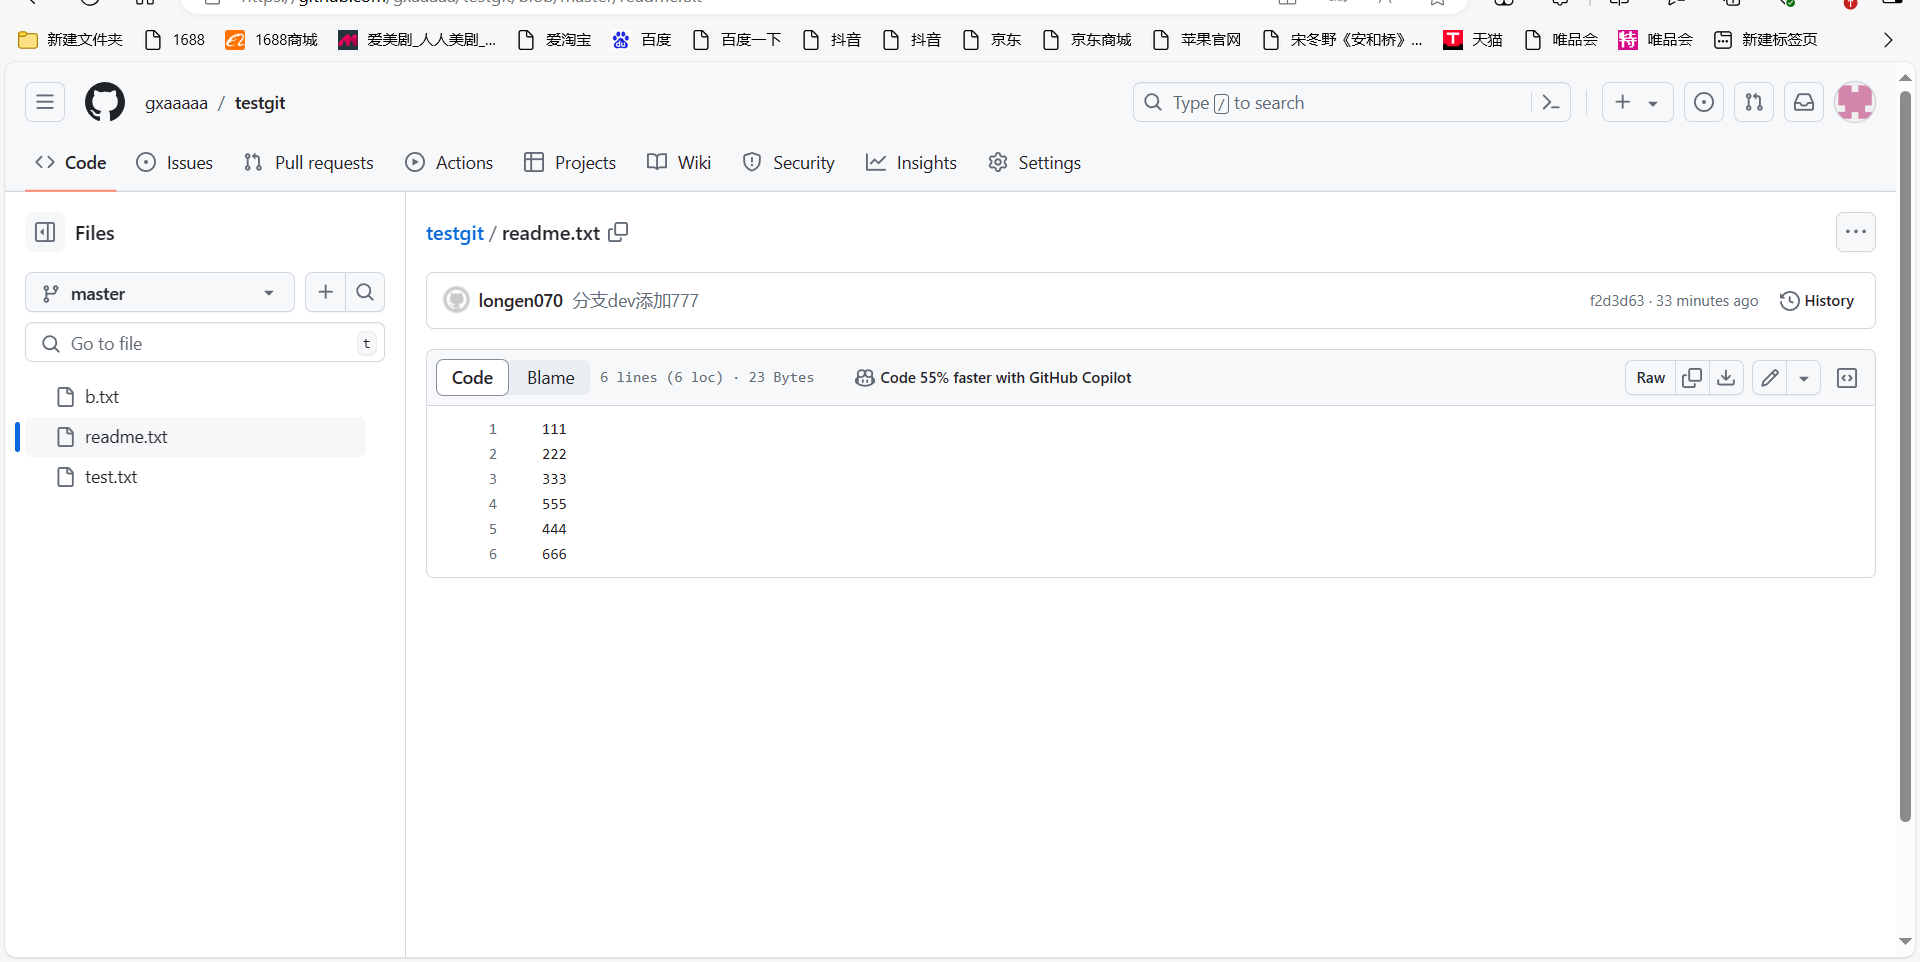 新建文件夹 1688 1688商城 爱美剧_人人美剧_... 爱淘宝 百度 百度一下 抖音 抖音 京东 京东商城 苹果官网 宋冬野《安和桥》... 天猫 唯品会 唯品会 新建标签页
gxaaaaa / testgit Type / to search
Code Issues Pull requests Actions Projects Wiki Security Insights Settings
Files
testgit / readme.txt
master
longen070 分支dev添加777 f2d3d63 · 33 minutes ago History
Go to file t
Code Blame 6 lines (6 loc) · 23 Bytes Code 55% faster with GitHub Copilot Raw
b.txt
readme.txt
test.txt
1 111
2 222
3 333
4 555
5 444
6 666